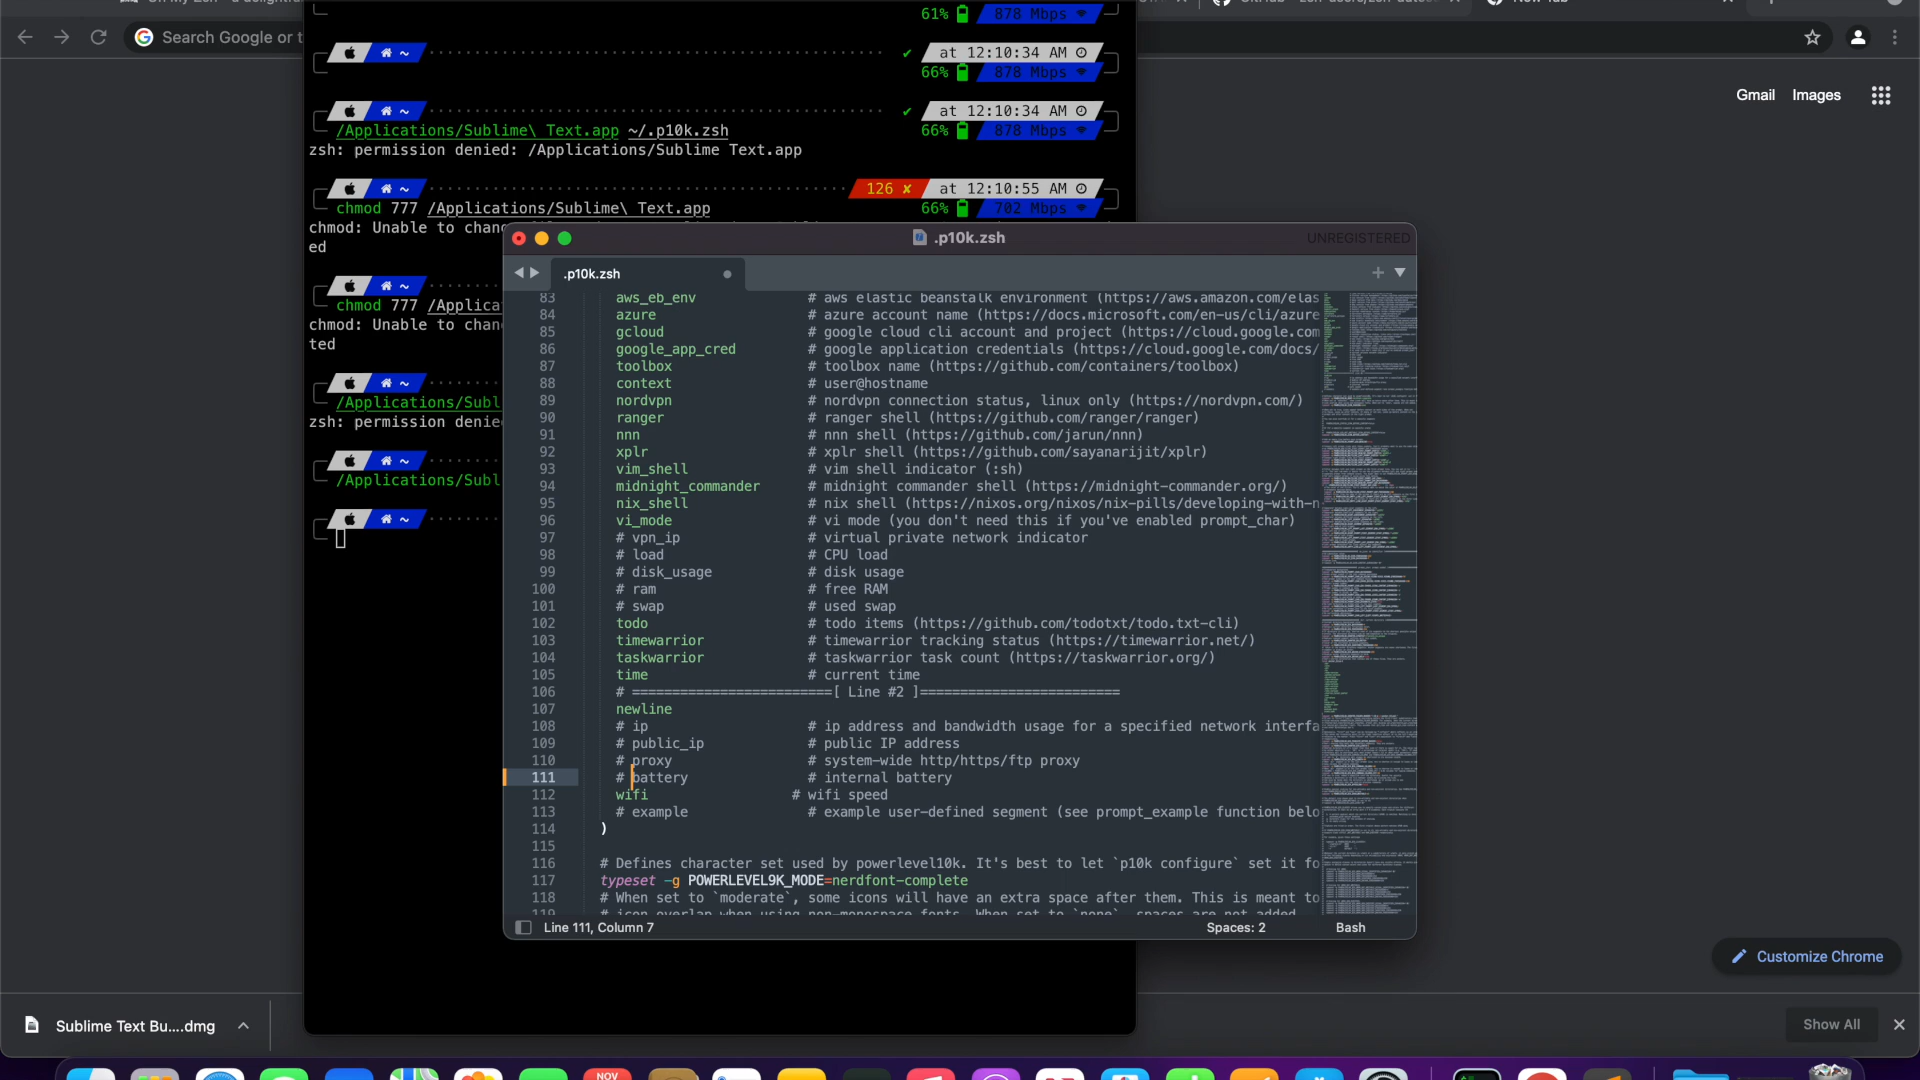 Search Google or t
Gmail Images
61% 878 Mbps
~ ✔ at 12:10:34 AM
66% 878 Mbps
~ ✔ at 12:10:34 AM
/Applications/Sublime\ Text.app ~/.p10k.zsh 66% 878 Mbps
zsh: permission denied: /Applications/Sublime Text.app
~ 126 ✘ at 12:10:55 AM
chmod 777 /Applications/Sublime\ Text.app 66% 702 Mbps
chmod: Unable to chang
ed
~
chmod 777 /Applica
chmod: Unable to chan
ted
~
/Applications/Subl
zsh: permission denie
~
/Applications/Subl
~
.p10k.zsh UNREGISTERED
.p10k.zsh
83 aws_eb_env # aws elastic beanstalk environment (https://aws.amazon.com/elas
84 azure # azure account name (https://docs.microsoft.com/en-us/cli/azure
85 gcloud # google cloud cli account and project (https://cloud.google.com
86 google_app_cred # google application credentials (https://cloud.google.com/docs/
87 toolbox # toolbox name (https://github.com/containers/toolbox)
88 context # user@hostname
89 nordvpn # nordvpn connection status, linux only (https://nordvpn.com/)
90 ranger # ranger shell (https://github.com/ranger/ranger)
91 nnn # nnn shell (https://github.com/jarun/nnn)
92 xplr # xplr shell (https://github.com/sayanarijit/xplr)
93 vim_shell # vim shell indicator (:sh)
94 midnight_commander # midnight commander shell (https://midnight-commander.org/)
95 nix_shell # nix shell (https://nixos.org/nixos/nix-pills/developing-with-n
96 vi_mode # vi mode (you don't need this if you've enabled prompt_char)
97 # vpn_ip # virtual private network indicator
98 # load # CPU load
99 # disk_usage # disk usage
100 # ram # free RAM
101 # swap # used swap
102 todo # todo items (https://github.com/todotxt/todo.txt-cli)
103 timewarrior # timewarrior tracking status (https://timewarrior.net/)
104 taskwarrior # taskwarrior task count (https://taskwarrior.org/)
105 time # current time
106 # =========================[ Line #2 ]=========================
107 newline
108 # ip # ip address and bandwidth usage for a specified network interfa
109 # public_ip # public IP address
110 # proxy # system-wide http/https/ftp proxy
111 # battery # internal battery
112 wifi # wifi speed
113 # example # example user-defined segment (see prompt_example function belo
114 )
115
116 # Defines character set used by powerlevel10k. It's best to let `p10k configure` set it fo
117 typeset -g POWERLEVEL9K_MODE=nerdfont-complete
118 # When set to `moderate`, some icons will have an extra space after them. This is meant to
119 # icon overlap when using non-monospace fonts. When set to `none`, spaces are not added.
Line 111, Column 7 Spaces: 2 Bash
Customize Chrome
Sublime Text Bu....dmg Show All
NOV